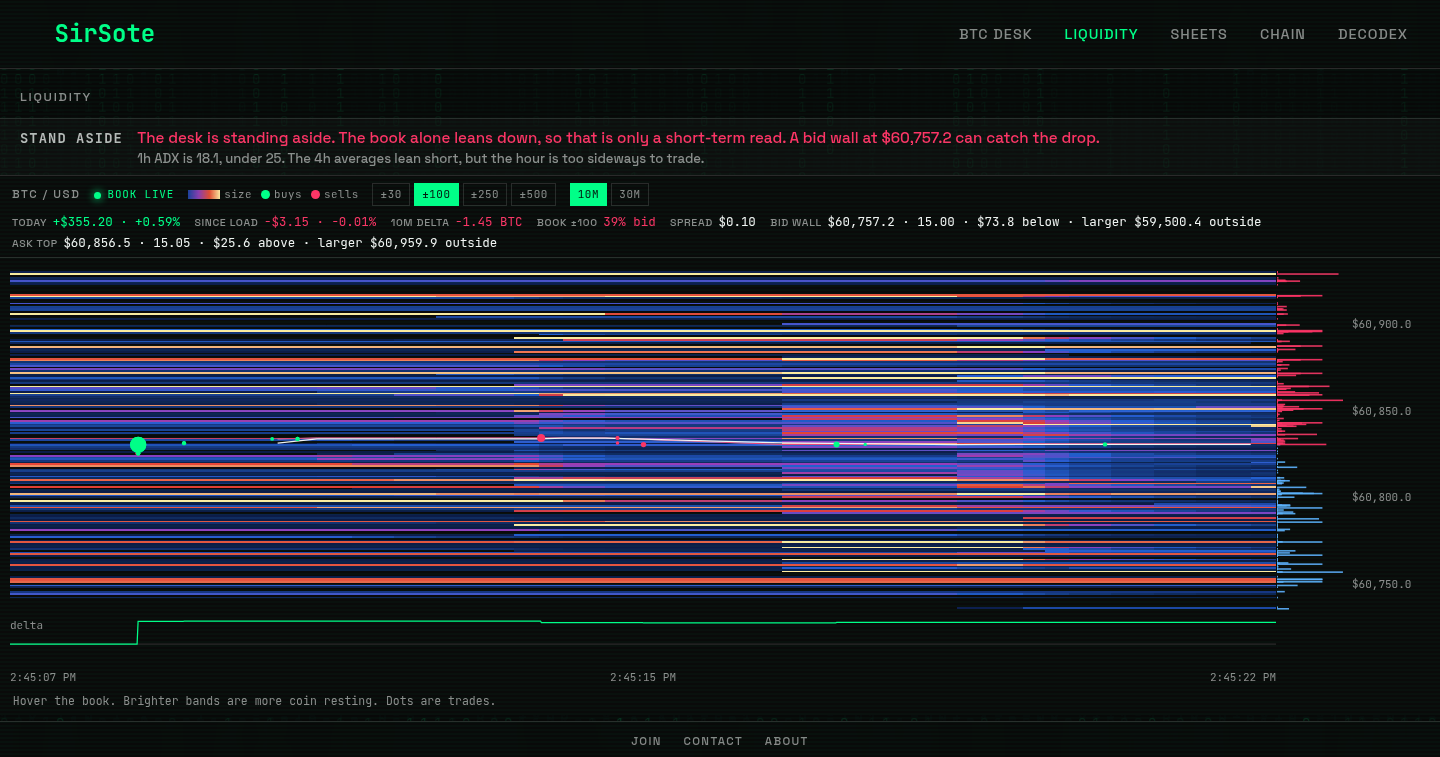 SirSote
BTC DESK LIQUIDITY SHEETS CHAIN DECODEX
LIQUIDITY
STAND ASIDE The desk is standing aside. The book alone leans down, so that is only a short-term read. A bid wall at $60,757.2 can catch the drop.
1h ADX is 18.1, under 25. The 4h averages lean short, but the hour is too sideways to trade.
BTC / USD BOOK LIVE size buys sells ±30 ±100 ±250 ±500 10M 30M
TODAY +$355.20 · +0.59% SINCE LOAD -$3.15 · -0.01% 10M DELTA -1.45 BTC BOOK ±100 39% bid SPREAD $0.10 BID WALL $60,757.2 · 15.00 · $73.8 below · larger $59,500.4 outside
ASK TOP $60,856.5 · 15.05 · $25.6 above · larger $60,959.9 outside
$60,900.0
$60,850.0
$60,800.0
$60,750.0
delta
2:45:07 PM 2:45:15 PM 2:45:22 PM
Hover the book. Brighter bands are more coin resting. Dots are trades.
JOIN CONTACT ABOUT